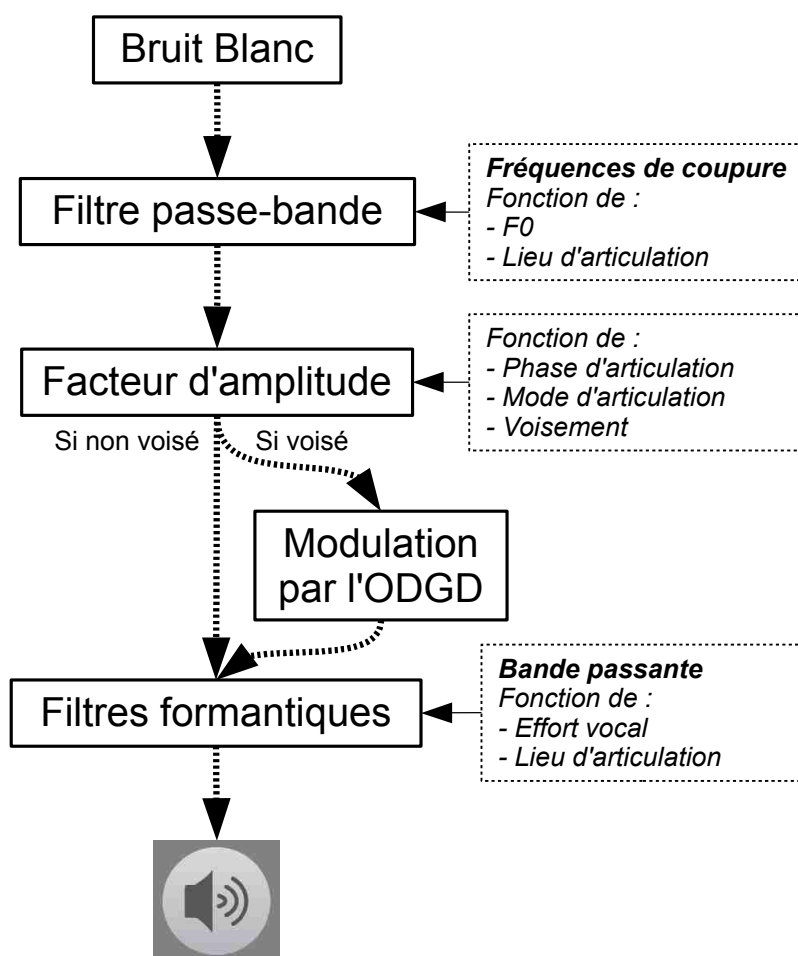 Bruit Blanc
Filtre passe-bande
Fréquences de coupure
Fonction de :
- F0
- Lieu d'articulation
Facteur d'amplitude
Fonction de :
- Phase d'articulation
- Mode d'articulation
- Voisement
Si non voisé
Si voisé
Modulation
par l'ODGD
Filtres formantiques
Bande passante
Fonction de :
- Effort vocal
- Lieu d'articulation